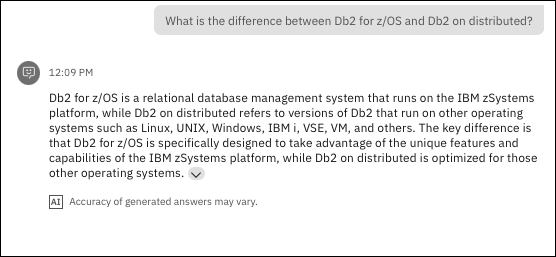 What is the difference between Db2 for z/OS and Db2 on distributed?
12:09 PM
Db2 for z/OS is a relational database management system that runs on the IBM zSystems
platform, while Db2 on distributed refers to versions of Db2 that run on other operating
systems such as Linux, UNIX, Windows, IBM i, VSE, VM, and others. The key difference is
that Db2 for z/OS is specifically designed to take advantage of the unique features and
capabilities of the IBM zSystems platform, while Db2 on distributed is optimized for those
other operating systems.
AI Accuracy of generated answers may vary.